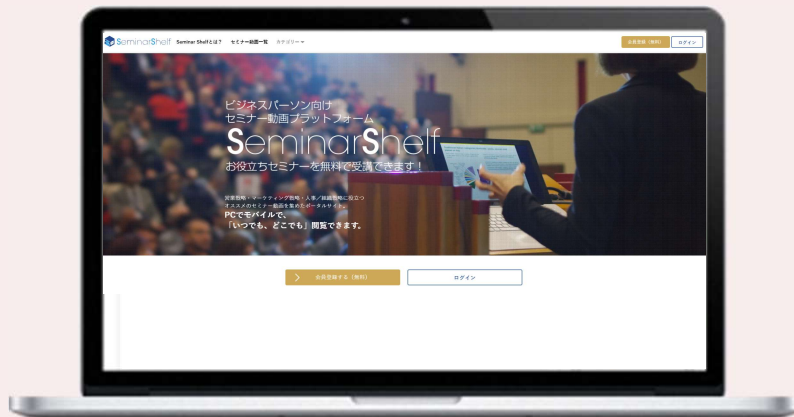 SeminarShelf Seminar Shelfとは？ セミナー動画一覧 カテゴリー 会員登録（無料） ログイン
ビジネスパーソン向け
セミナー動画プラットフォーム
SeminarShelf
お役立ちセミナーを無料で受講できます！
営業戦略・マーケティング戦略・人事／組織戦略に役立つ
オススメのセミナー動画を集めたポータルサイト。
PCでモバイルで、
「いつでも、どこでも」閲覧できます。
会員登録する（無料） ログイン